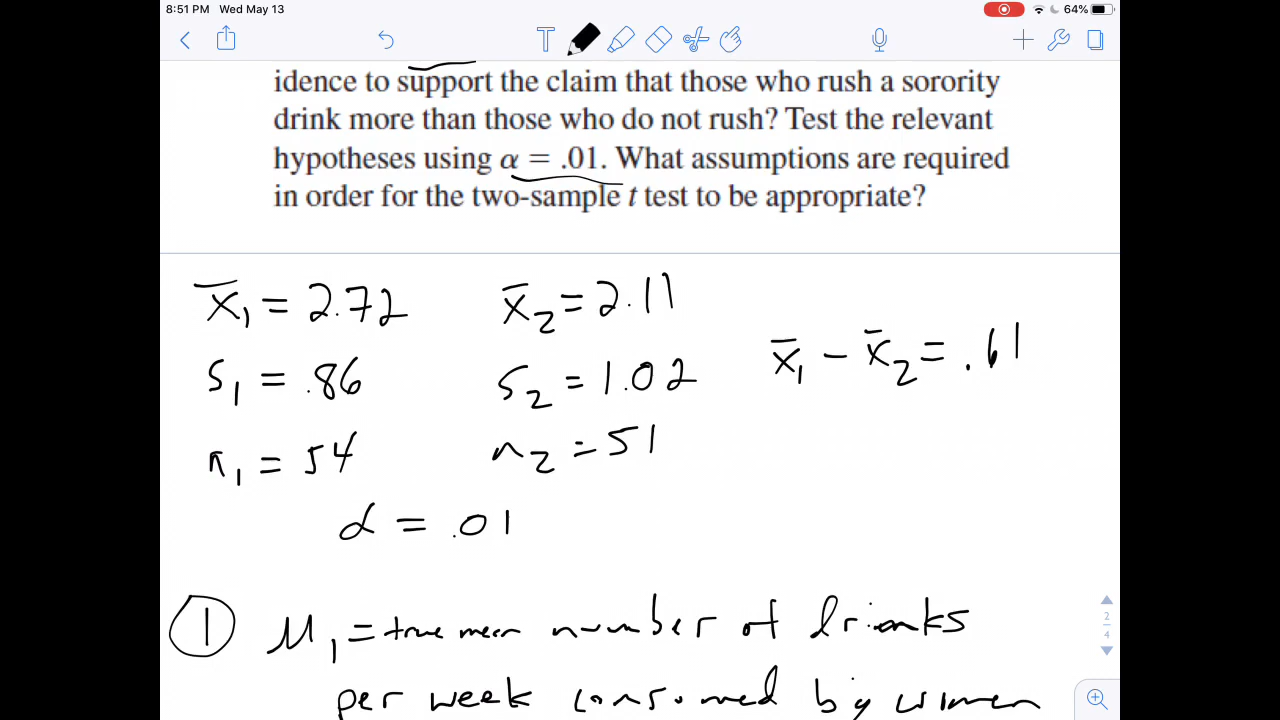 8:51 PM Wed May 13
64%
T
idence to support the claim that those who rush a sorority
drink more than those who do not rush? Test the relevant
hypotheses using α = .01. What assumptions are required
in order for the two-sample t test to be appropriate?
x̄₁ = 2.72 x̄₂ = 2.11
x̄₁ - x̄₂ = .61
s₁ = .86 s₂ = 1.02
n₁ = 54 n₂ = 51
α = .01
① μ₁ = true mean number of drinks
per week consumed by women
2
4